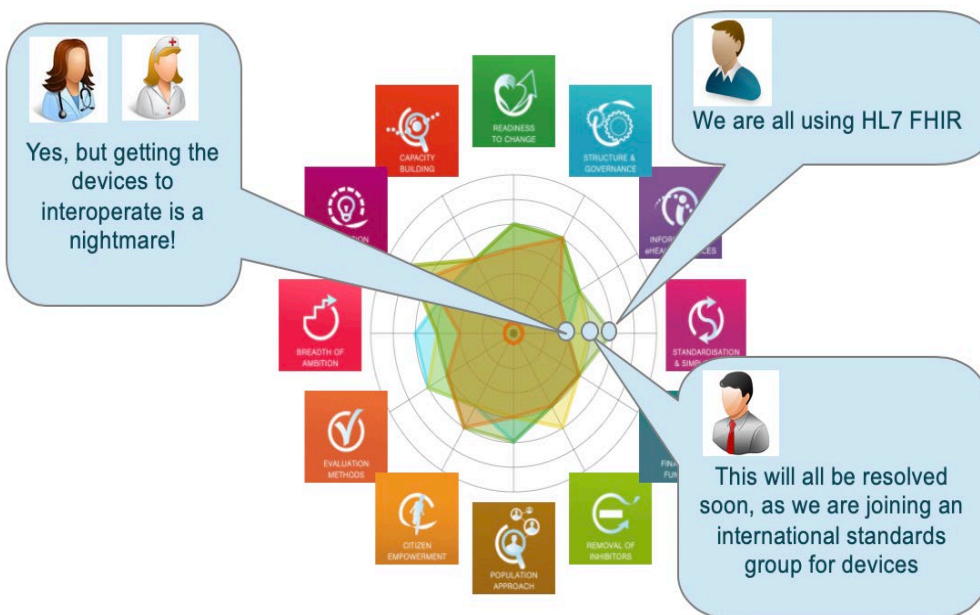 Yes, but getting the
devices to
interoperate is a
nightmare!
We are all using HL7 FHIR
READINESS
TO CHANGE
CAPACITY
BUILDING
STRUCTURE &
GOVERNANCE
STANDARDISATION
BREADTH OF
AMBITION
EVALUATION
METHODS
CITIZEN
EMPOWERMENT
POPULATION
APPROACH
REMOVAL OF
INHIBITORS
This will all be resolved
soon, as we are joining an
international standards
group for devices